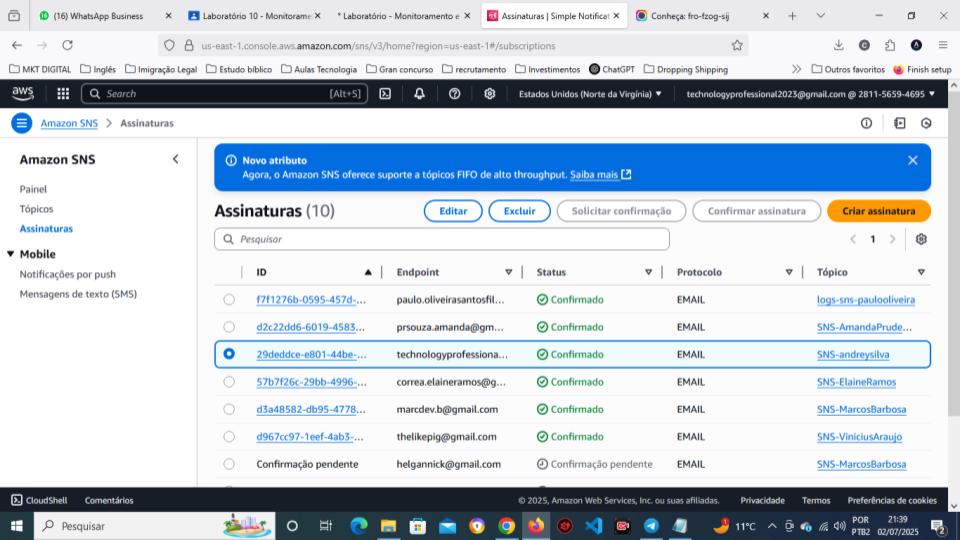 (16) WhatsApp Business
Laboratório 10 - Monitorame
* Laboratório - Monitoramento e
Assinaturas | Simple Notificat
Conheça: fro-fzog-sij
us-east-1.console.aws.amazon.com/sns/v3/home?region=us-east-1#/subscriptions
MKT DIGITAL
Inglês
Imigração Legal
Estudo bíblico
Aulas Tecnologia
Gran concurso
recrutamento
Investimentos
ChatGPT
Dropping Shipping
Outros favoritos
Finish setup
aws
Search
[Alt+S]
Estados Unidos (Norte da Virgínia)
technologyprofessional2023@gmail.com @ 2811-5659-4695
Amazon SNS
Assinaturas
Amazon SNS
Painel
Tópicos
Assinaturas
Mobile
Notificações por push
Mensagens de texto (SMS)
Novo atributo
Agora, o Amazon SNS oferece suporte a tópicos FIFO de alto throughput. Saiba mais
Assinaturas (10)
Editar
Excluir
Solicitar confirmação
Confirmar assinatura
Criar assinatura
Pesquisar
1
ID Endpoint Status Protocolo Tópico
f7f1276b-0595-457d-... paulo.oliveirasantosfil... Confirmado EMAIL logs-sns-paulooliveira
d2c22dd6-6019-4583... prsouza.amanda@gm... Confirmado EMAIL SNS-AmandaPrude...
29deddce-e801-44be-... technologyprofessiona... Confirmado EMAIL SNS-andreysilva
57b7f26c-29bb-4996-... correa.elaineramos@g... Confirmado EMAIL SNS-ElaineRamos
d3a48582-db95-4778... marcdev.b@gmail.com Confirmado EMAIL SNS-MarcosBarbosa
d967cc97-1eef-4ab3-... thelikepig@gmail.com Confirmado EMAIL SNS-ViniciusAraujo
Confirmação pendente helgannick@gmail.com Confirmação pendente EMAIL SNS-MarcosBarbosa
CloudShell
Comentários
© 2025, Amazon Web Services, Inc. ou suas afiliadas.
Privacidade
Termos
Preferências de cookies
Pesquisar
11°C
POR
PTB2
21:39
02/07/2025
2